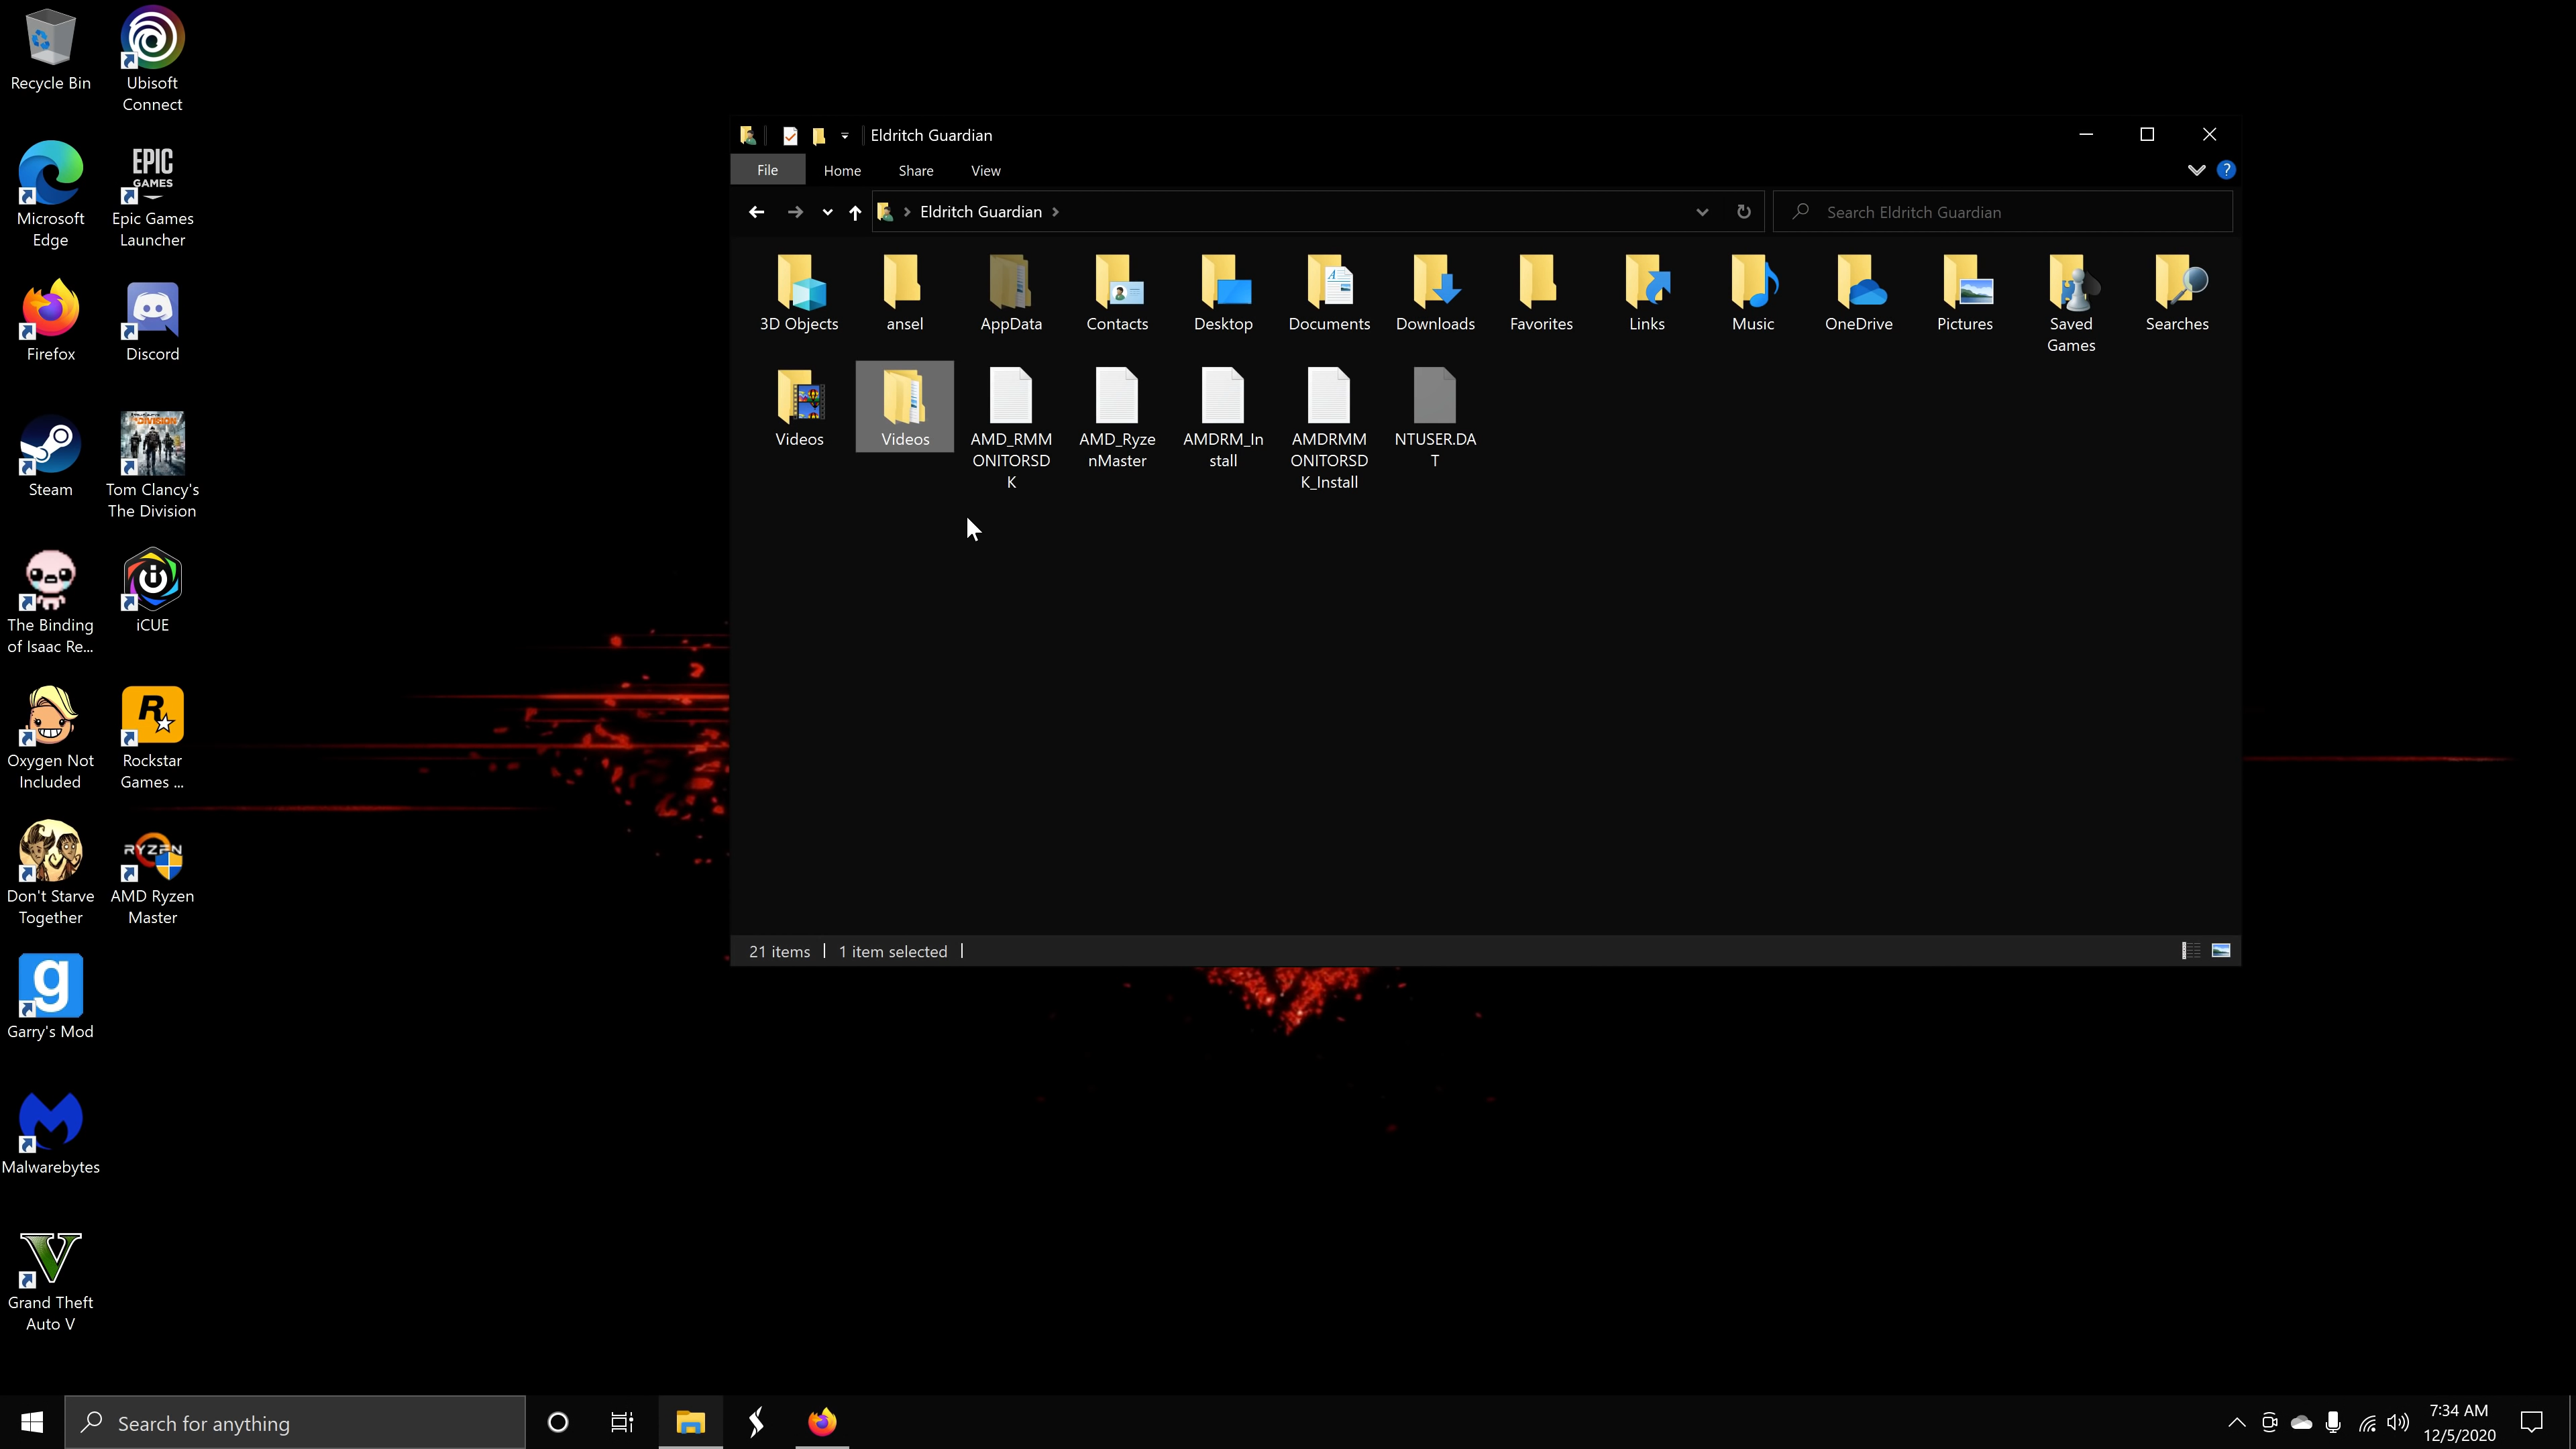 Recycle Bin
Ubisoft
Connect
Microsoft
Edge
EPIC
GAMES
Epic Games
Launcher
Firefox
Discord
Steam
DIVISION
Tom Clancy's
The Division
The Binding
of Isaac Re...
iCUE
Oxygen Not
Included
R
Rockstar
Games ...
Don't Starve
Together
RYZEN
AMD Ryzen
Master
g
Garry's Mod
Malwarebytes
V
Grand Theft
Auto V
Eldritch Guardian
File Home Share View
?
Eldritch Guardian
Search Eldritch Guardian
3D Objects
ansel
AppData
Contacts
Desktop
Documents
Downloads
Favorites
Links
Music
OneDrive
Pictures
Saved
Games
Searches
Videos
Videos
AMD_RMM
ONITORSD
K
AMD_Ryze
nMaster
AMDRM_In
stall
AMDRMM
ONITORSD
K_Install
NTUSER.DA
T
21 items 1 item selected
Search for anything
7:34 AM
12/5/2020